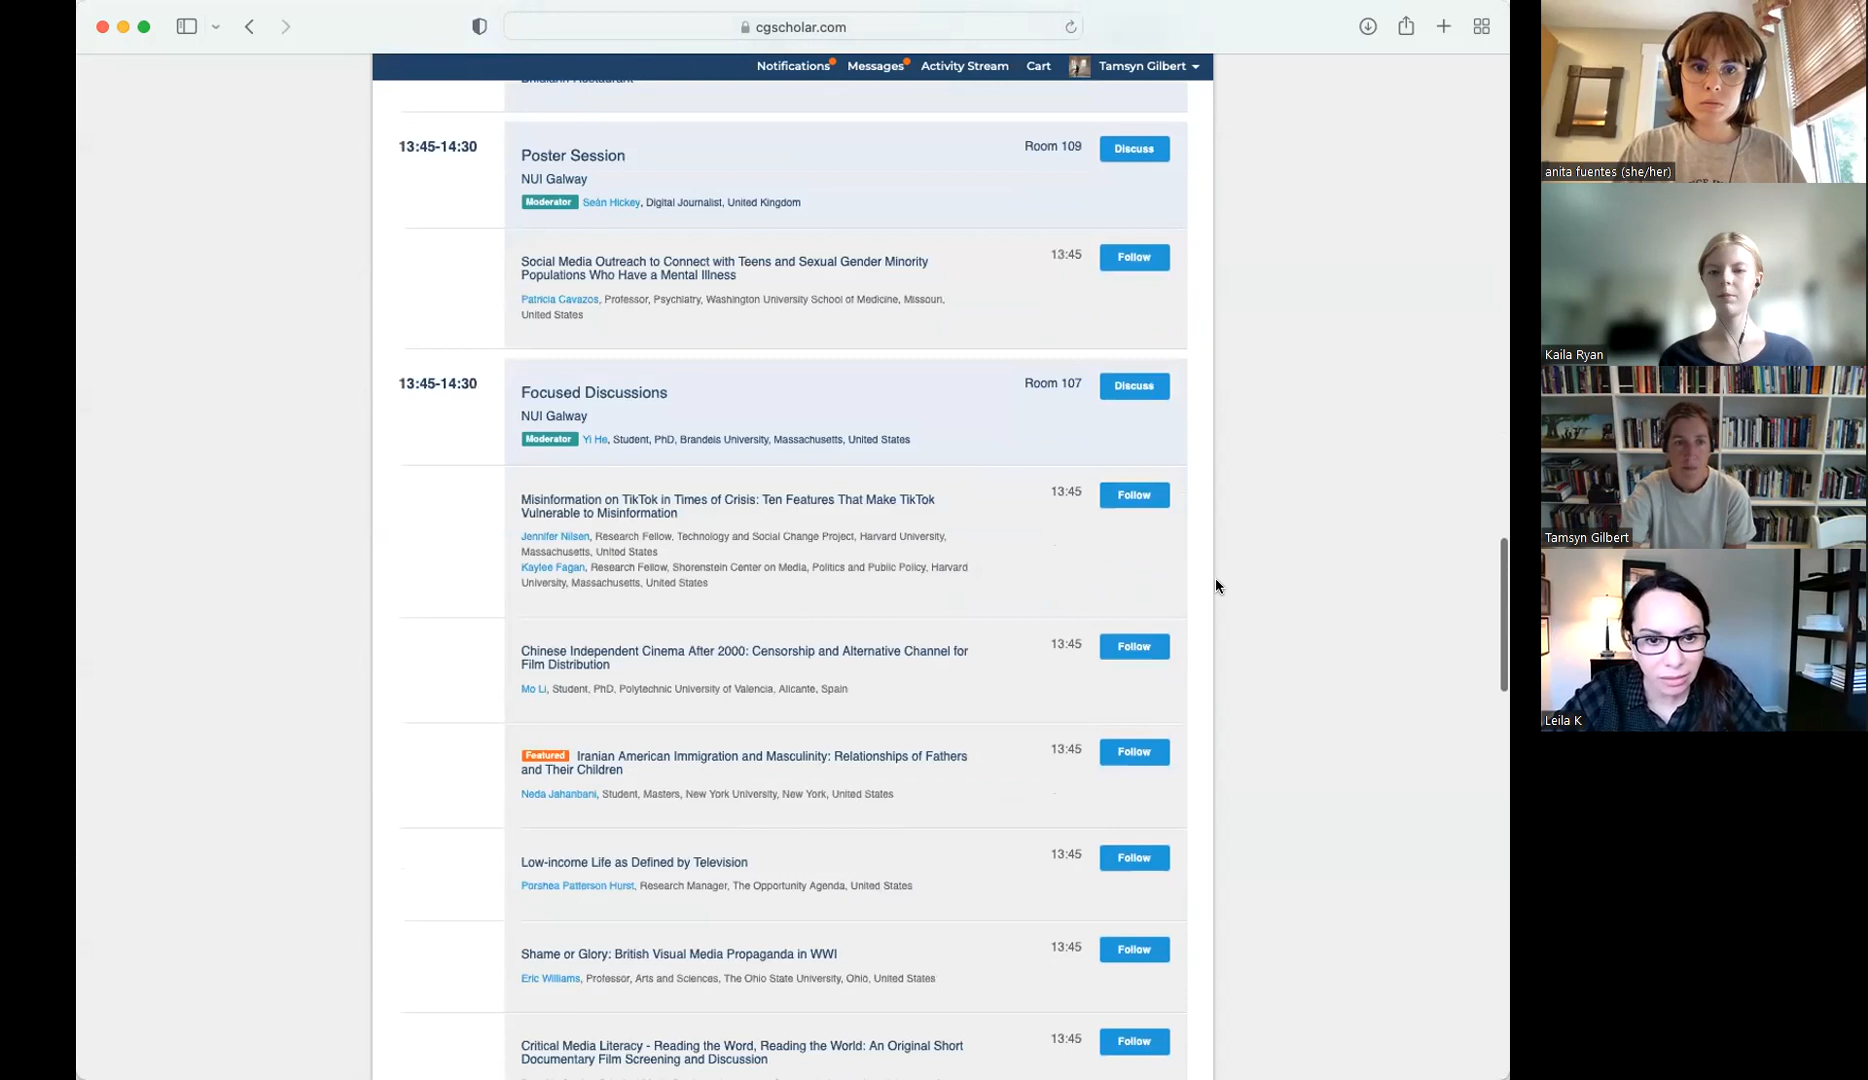 cgscholar.com
Notifications Messages Activity Stream Cart Tamsyn Gilbert
13:45-14:30
Poster Session
Room 109
Discuss
NUI Galway
Moderator Seán Hickey, Digital Journalist, United Kingdom
Social Media Outreach to Connect with Teens and Sexual Gender Minority
Populations Who Have a Mental Illness
13:45
Follow
Patricia Cavazos, Professor, Psychiatry, Washington University School of Medicine, Missouri,
United States
13:45-14:30
Focused Discussions
Room 107
Discuss
NUI Galway
Moderator Yi He, Student, PhD, Brandeis University, Massachusetts, United States
Misinformation on TikTok in Times of Crisis: Ten Features That Make TikTok
Vulnerable to Misinformation
13:45
Follow
Jennifer Nilsen, Research Fellow, Technology and Social Change Project, Harvard University,
Massachusetts, United States
Kaylee Fagan, Research Fellow, Shorenstein Center on Media, Politics and Public Policy, Harvard
University, Massachusetts, United States
Chinese Independent Cinema After 2000: Censorship and Alternative Channel for
Film Distribution
13:45
Follow
Mo Li, Student, PhD, Polytechnic University of Valencia, Alicante, Spain
Featured Iranian American Immigration and Masculinity: Relationships of Fathers
and Their Children
13:45
Follow
Neda Jahanbani, Student, Masters, New York University, New York, United States
Low-income Life as Defined by Television
13:45
Follow
Porshea Patterson Hurst, Research Manager, The Opportunity Agenda, United States
Shame or Glory: British Visual Media Propaganda in WWI
13:45
Follow
Eric Williams, Professor, Arts and Sciences, The Ohio State University, Ohio, United States
Critical Media Literacy - Reading the Word, Reading the World: An Original Short
Documentary Film Screening and Discussion
13:45
Follow
anita fuentes (she/her)
Kaila Ryan
Tamsyn Gilbert
Leila K